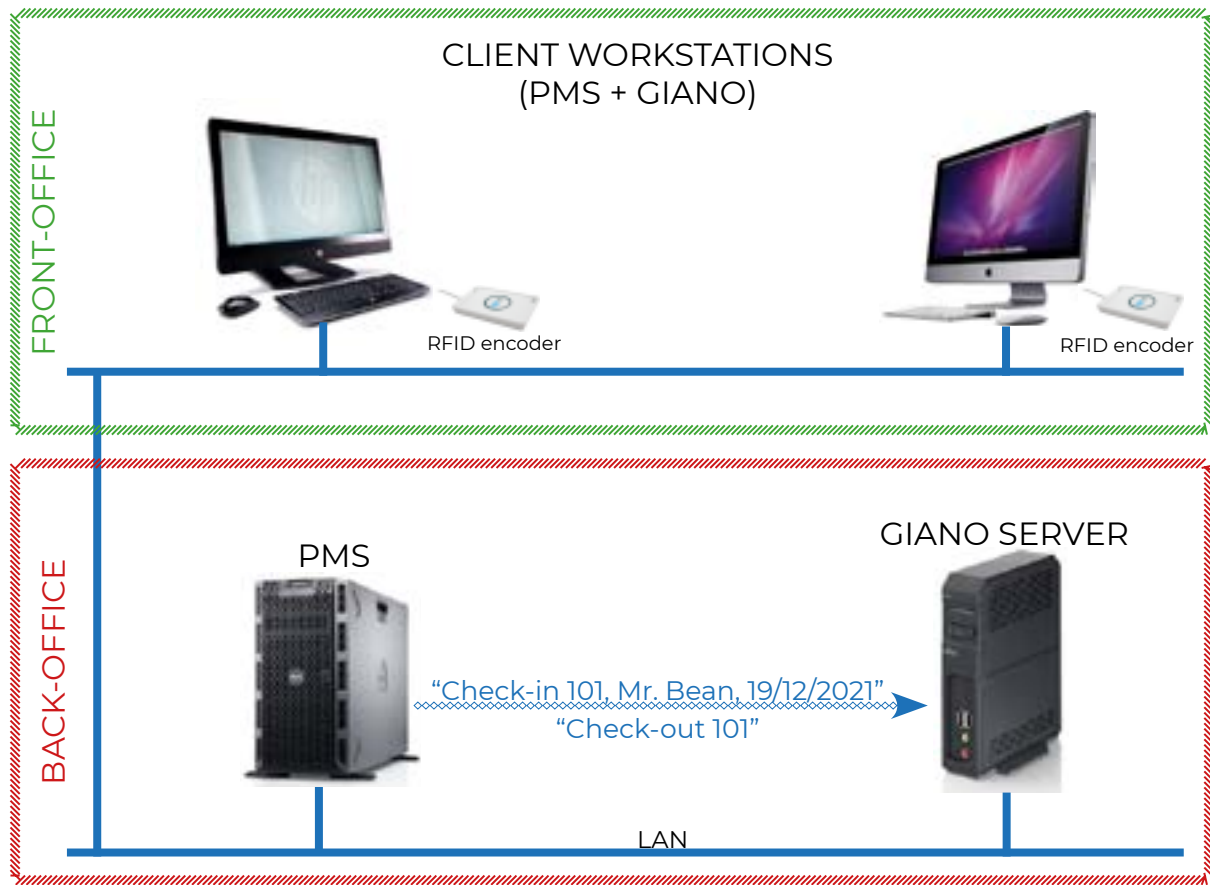 CLIENT WORKSTATIONS
(PMS + GIANO)
FRONT-OFFICE
hp
RFID encoder
RFID encoder
BACK-OFFICE
PMS
GIANO SERVER
“Check-in 101, Mr. Bean, 19/12/2021”
“Check-out 101”
LAN